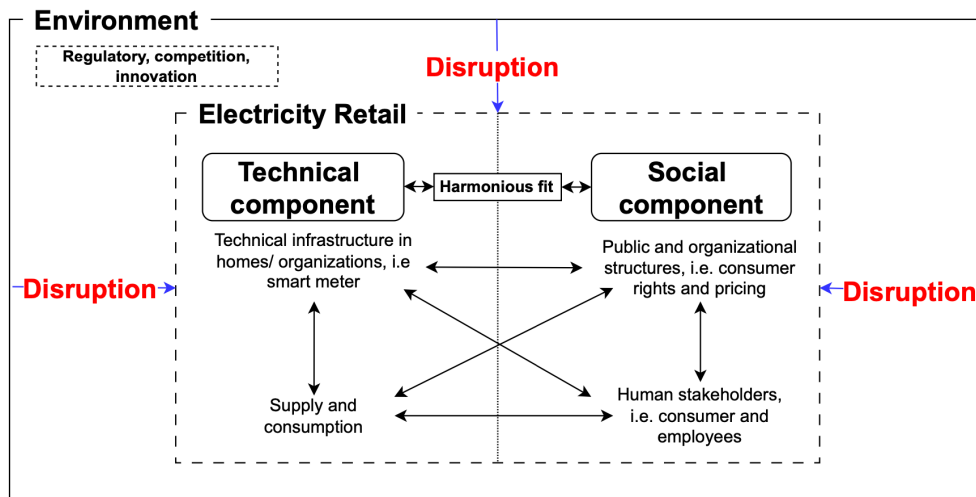 Environment
Regulatory, competition,
innovation
Disruption
Electricity Retail
Technical
component
Harmonious fit
Social
component
Technical infrastructure in
homes/ organizations, i.e
smart meter
Public and organizational
structures, i.e. consumer
rights and pricing
Disruption
Disruption
Supply and
consumption
Human stakeholders,
i.e. consumer and
employees